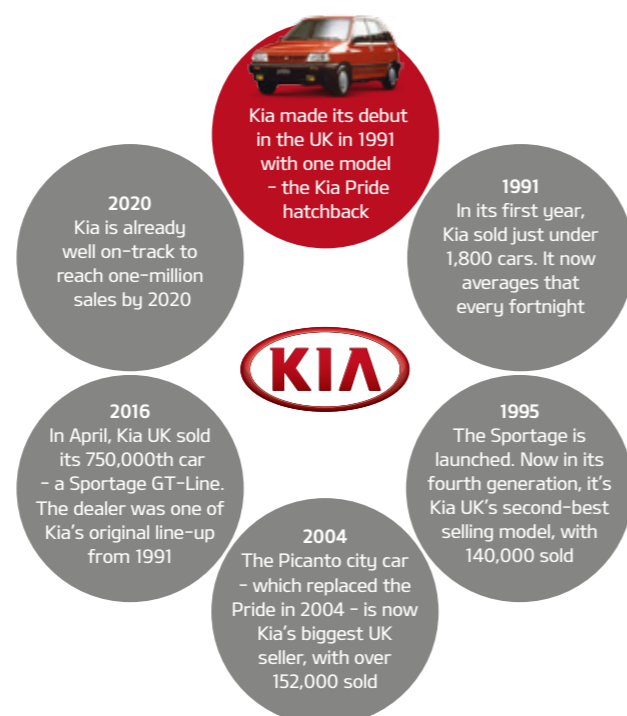 Kia made its debut
in the UK in 1991
with one model
– the Kia Pride
hatchback
1991
In its first year,
Kia sold just under
1,800 cars. It now
averages that
every fortnight
1995
The Sportage is
launched. Now in its
fourth generation, it's
Kia UK's second-best
selling model, with
140,000 sold
2004
The Picanto city car
– which replaced the
Pride in 2004 – is now
Kia's biggest UK
seller, with over
152,000 sold
2016
In April, Kia UK sold
its 750,000th car
– a Sportage GT-Line.
The dealer was one of
Kia's original line-up
from 1991
2020
Kia is already
well on-track to
reach one-million
sales by 2020
KIA